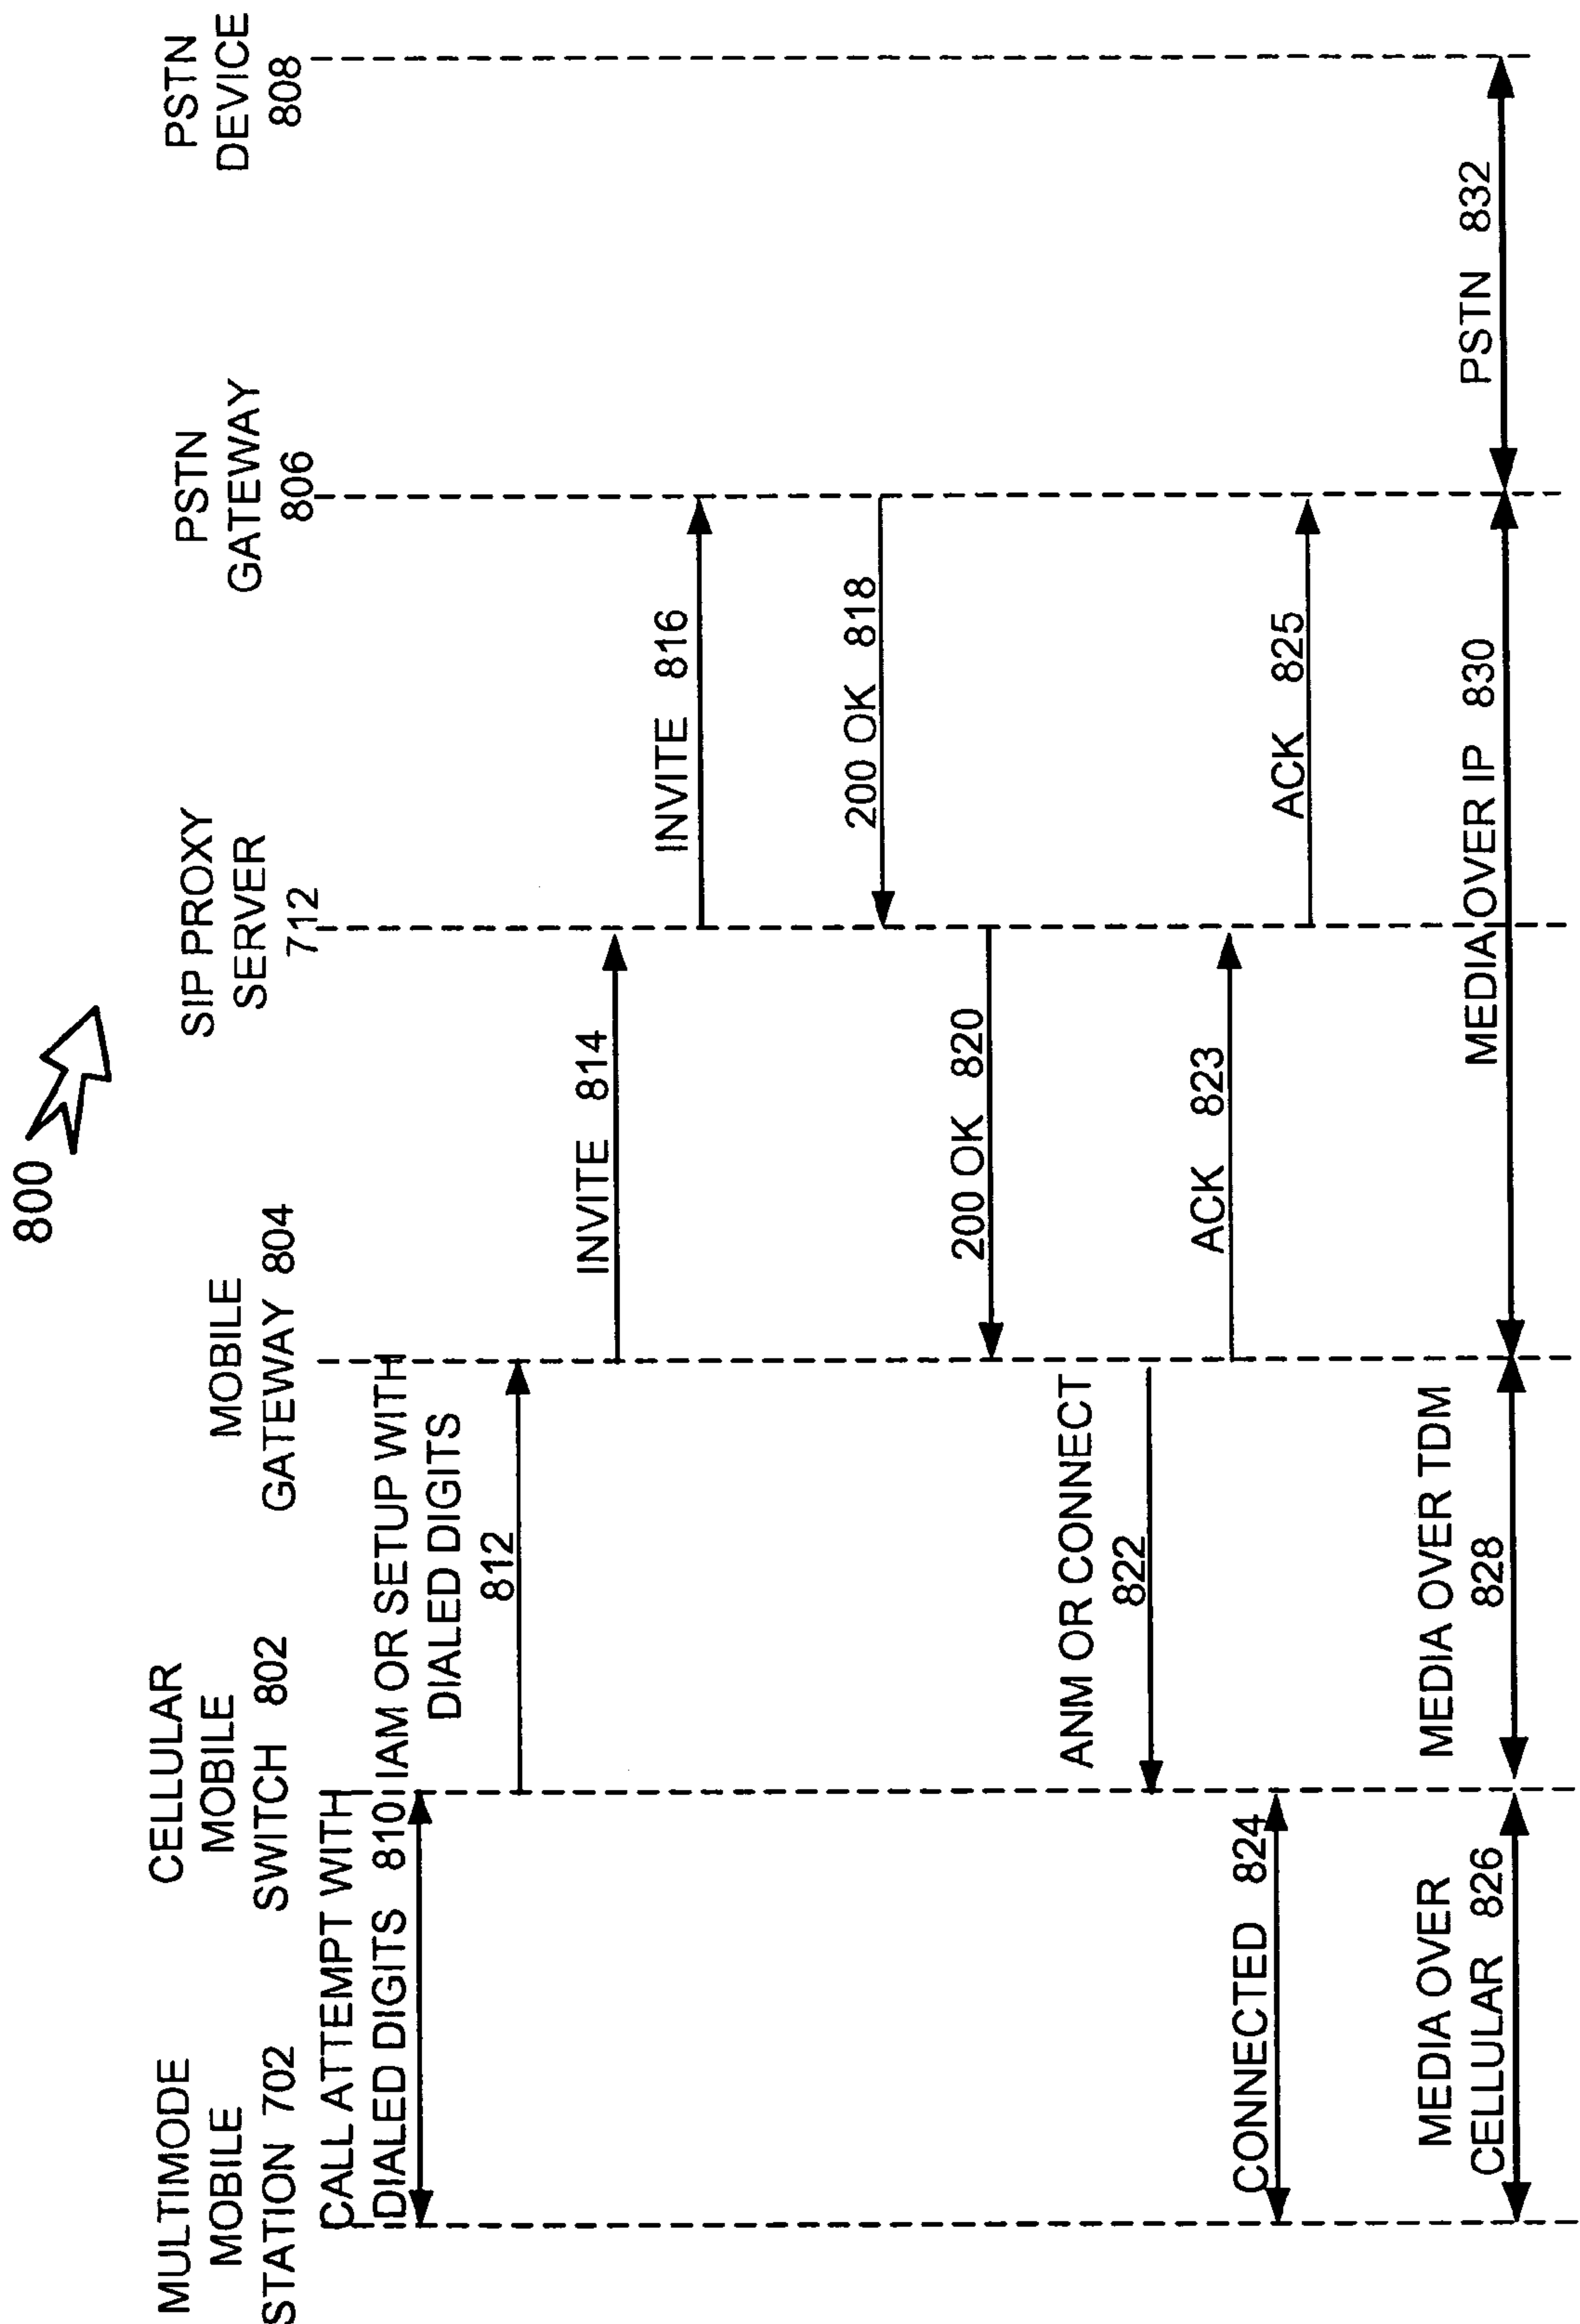 800
MULTIMODE
MOBILE
STATION 702
CELLULAR
MOBILE
SWITCH 802
MOBILE
GATEWAY 804
SIP PROXY
SERVER
712
PSTN
GATEWAY
806
PSTN
DEVICE
808
CALL ATTEMPT WITH
DIALED DIGITS 810
IAM OR SETUP WITH
DIALED DIGITS
812
INVITE 814
INVITE 816
200 OK 818
200 OK 820
ANM OR CONNECT
822
ACK 823
CONNECTED 824
ACK 825
MEDIA OVER
CELLULAR 826
MEDIA OVER TDM
828
MEDIA OVER IP 830
PSTN 832